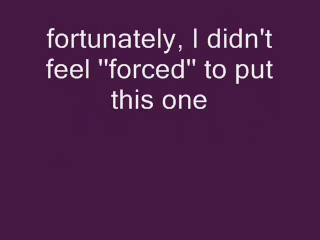 fortunately, I didn't
feel "forced" to put
this one